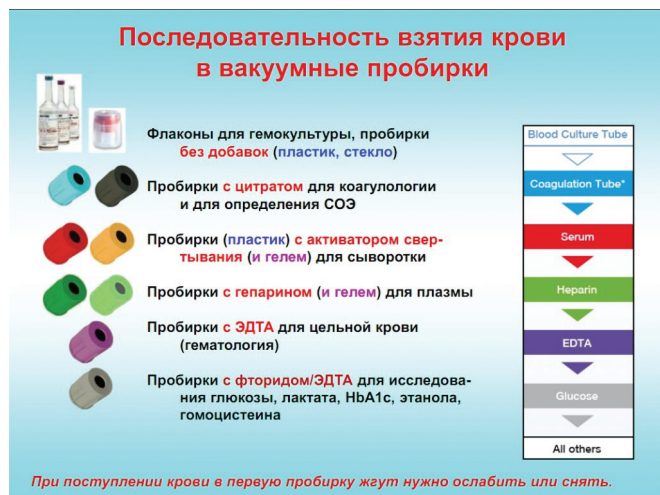 Последовательность взятия крови
в вакуумные пробирки
Флаконы для гемокультуры, пробирки
без добавок (пластик, стекло)
Пробирки с цитратом для коагулологии
и для определения СОЭ
Пробирки (пластик) с активатором свер-
тывания (и гелем) для сыворотки
Пробирки с гепарином (и гелем) для плазмы
Пробирки с ЭДТА для цельной крови
(гематология)
Пробирки с фторидом/ЭДТА для исследова-
ния глюкозы, лактата, HbA1c, этанола,
гомоцистеина
Blood Culture Tube
Coagulation Tube*
Serum
Heparin
EDTA
Glucose
All others
При поступлении крови в первую пробирку жгут нужно ослабить или снять.